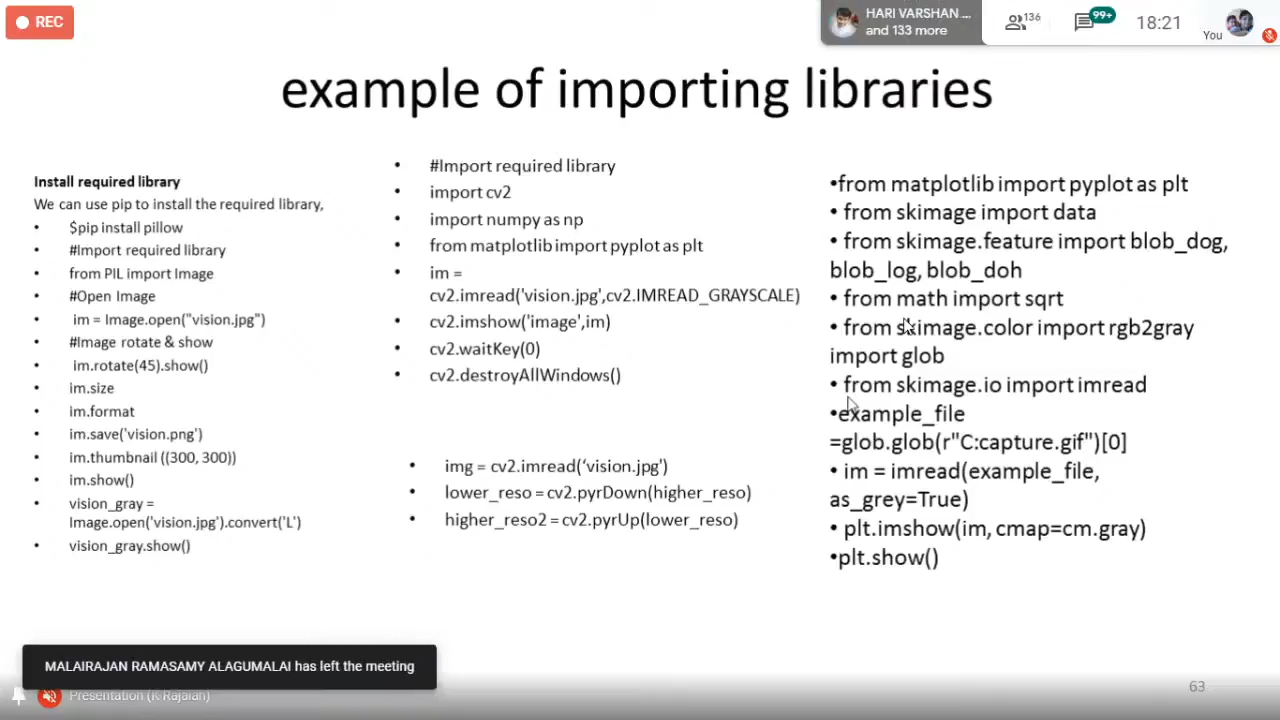 REC
HARI VARSHAN ...
and 133 more
136
99+
18:21
You
example of importing libraries
Install required library
We can use pip to install the required library,
• $pip install pillow
• #Import required library
• from PIL import Image
• #Open Image
• im = Image.open("vision.jpg")
• #Image rotate & show
• im.rotate(45).show()
• im.size
• im.format
• im.save('vision.png')
• im.thumbnail ((300, 300))
• im.show()
• vision_gray =
Image.open('vision.jpg').convert('L')
• vision_gray.show()
• #Import required library
• import cv2
• import numpy as np
• from matplotlib import pyplot as plt
• im =
cv2.imread('vision.jpg',cv2.IMREAD_GRAYSCALE)
• cv2.imshow('image',im)
• cv2.waitKey(0)
• cv2.destroyAllWindows()
• img = cv2.imread(‘vision.jpg')
• lower_reso = cv2.pyrDown(higher_reso)
• higher_reso2 = cv2.pyrUp(lower_reso)
•from matplotlib import pyplot as plt
• from skimage import data
• from skimage.feature import blob_dog,
blob_log, blob_doh
• from math import sqrt
• from skimage.color import rgb2gray
import glob
• from skimage.io import imread
•example_file
=glob.glob(r"C:capture.gif")[0]
• im = imread(example_file,
as_grey=True)
• plt.imshow(im, cmap=cm.gray)
•plt.show()
MALAIRAJAN RAMASAMY ALAGUMALAI has left the meeting
Presentation (K Rajaian)
63